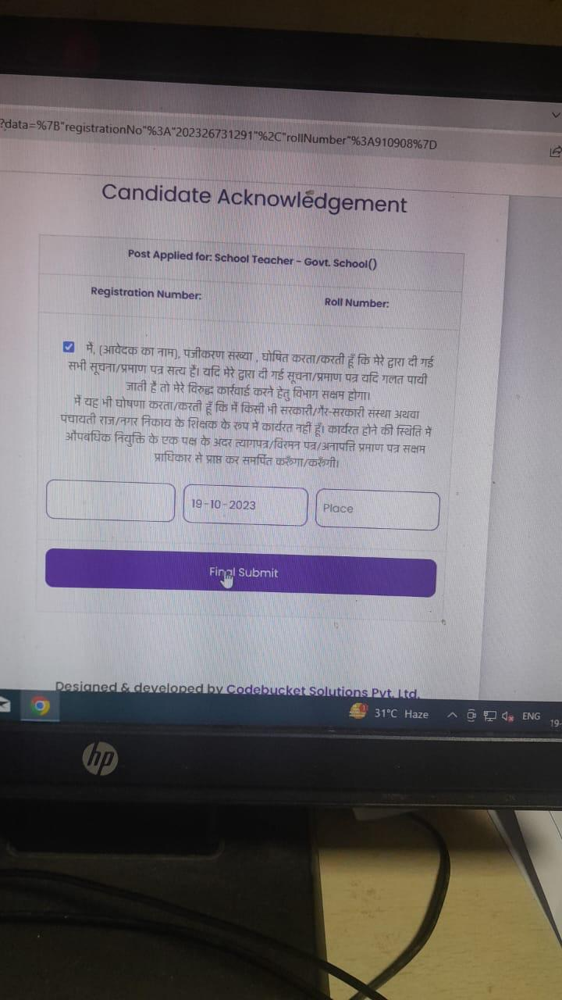 ?data=%7B"registrationNo"%3A"202326731291"%2C"rollNumber"%3A910908%7D
Candidate Acknowledgement
Post Applied for: School Teacher - Govt. School()
Registration Number:
Roll Number:
मैं, (आवेदक का नाम), पंजीकरण संख्या , घोषित करता/करती हूँ कि मेरे द्वारा दी गई
सभी सूचना/प्रमाण पत्र सत्य हैं। यदि मेरे द्वारा दी गई सूचना/प्रमाण पत्र यदि गलत पायी
जाती है तो मेरे विरुद्ध कार्रवाई करने हेतु विभाग सक्षम होगा।
मैं यह भी घोषणा करता/करती हूँ कि मैं किसी भी सरकारी/गैर-सरकारी संस्था अथवा
पंचायती राज/नगर निकाय के शिक्षक के रूप में कार्यरत नहीं हूँ। कार्यरत होने की स्थिति में
औपबंधिक नियुक्ति के एक पक्ष के अंदर त्यागपत्र/विरमन पत्र/अनापत्ति प्रमाण पत्र सक्षम
प्राधिकार से प्राप्त कर समर्पित करूँगा/करूँगी।
19-10-2023
Place
Final Submit
Designed & developed by Codebucket Solutions Pvt. Ltd.
31°C Haze
ENG
19-
hp